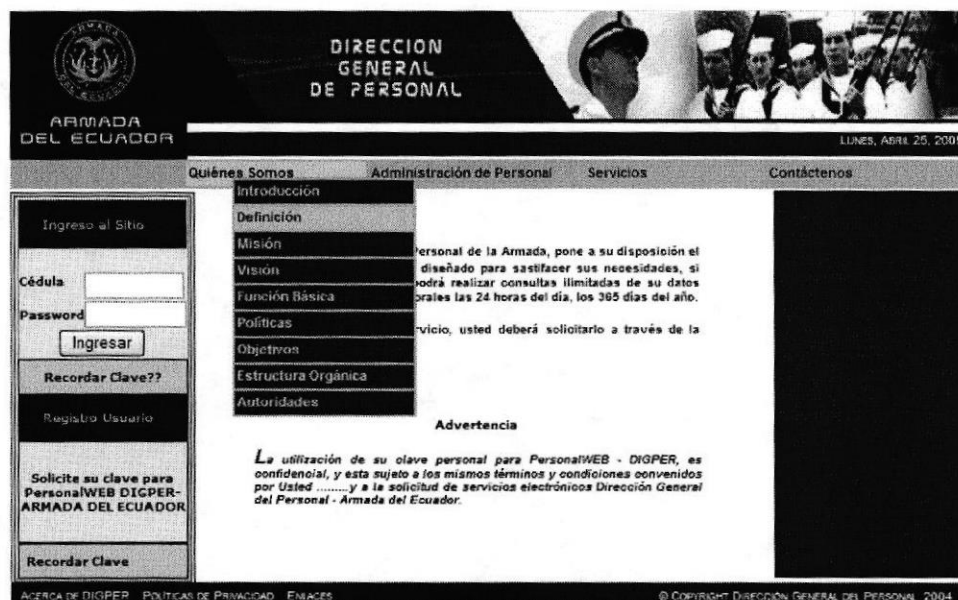 ARMADA
DEL ECUADOR
DIRECCION
GENERAL
DE PERSONAL
ARMADA
DEL ECUADOR
LUNES, ABRIL 25, 2005
Quiénes Somos
Administración de Personal
Servicios
Contáctenos
Introducción
Definición
Misión
Visión
Función Básica
Políticas
Objetivos
Estructura Orgánica
Autoridades
Ingreso al Sitio
Cédula
Password
Ingresar
Recordar Clave??
Registro Usuario
Solicite su clave para
PersonalWEB DIGPER-
ARMADA DEL ECUADOR
Recordar Clave
Personal de la Armada, pone a su disposición el
diseñado para sastifacer sus necesidades, si
podrá realizar consultas ilimitadas de su datos
orales las 24 horas del día, los 365 días del año.
rvicio, usted deberá solicitarlo a través de la
Advertencia
La utilización de su clave personal para PersonalWEB - DIGPER, es
confidencial, y esta sujeto a los mismos términos y condiciones convenidos
por Usted .........y a la solicitud de servicios electrónicos Dirección General
del Personal - Armada del Ecuador.
ACERCA DE DIGPER POLÍTICAS DE PRIVACIDAD ENLACES
© COPYRIGHT DIRECCIÓN GENERAL DEL PERSONAL 2004